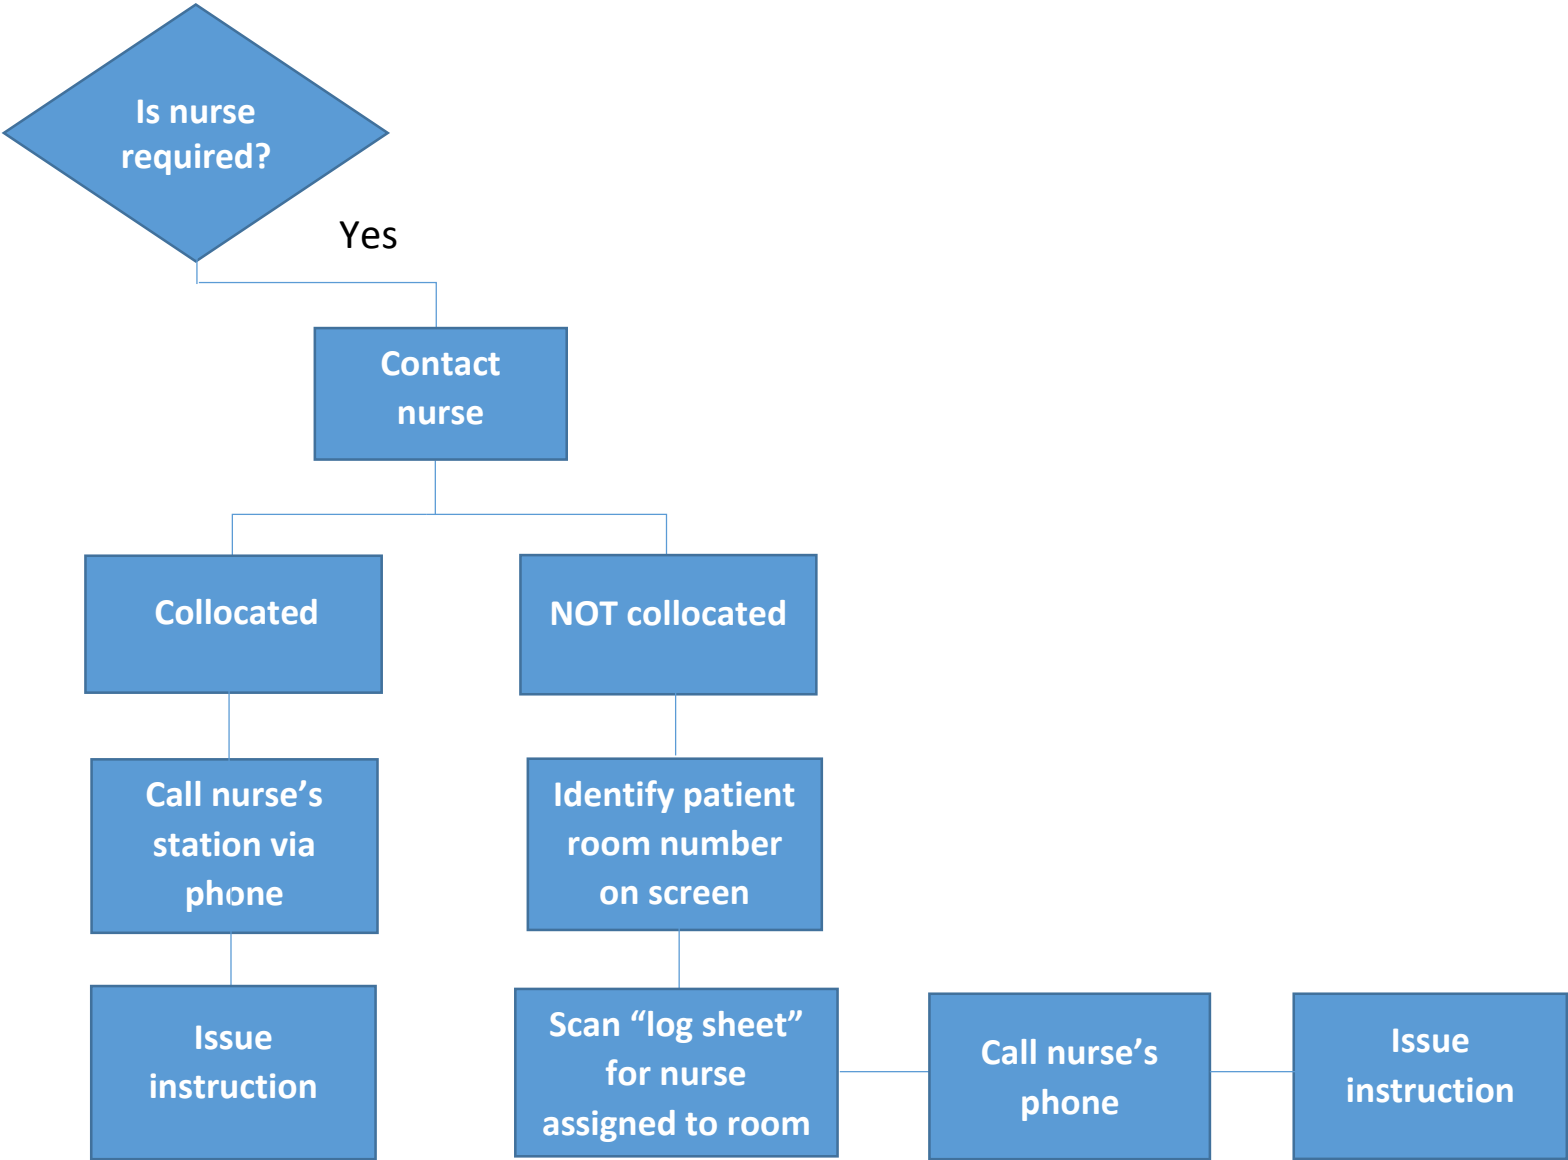 Is nurse
required?
Yes
Contact
nurse
Collocated
NOT collocated
Call nurse’s
station via
phone
Identify patient
room number
on screen
Issue
instruction
Scan “log sheet”
for nurse
assigned to room
Call nurse’s
phone
Issue
instruction